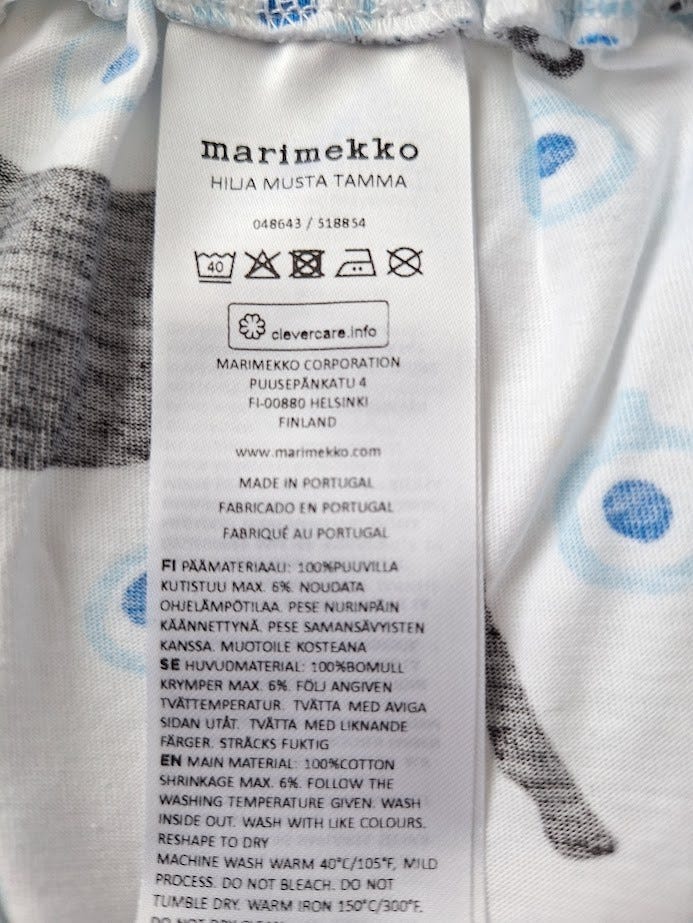 marimekko
HILJA MUSTA TAMMA
048643 / 518854
40
clevercare.info
MARIMEKKO CORPORATION
PUUSEPÄNKATU 4
FI-00880 HELSINKI
FINLAND
www.marimekko.com
MADE IN PORTUGAL
FABRICADO EN PORTUGAL
FABRIQUÉ AU PORTUGAL
FI PÄÄMATERIAALI: 100%PUUVILLA
KUTISTUU MAX. 6%. NOUDATA
OHJELÄMPÖTILAA. PESE NURINPÄIN
KÄÄNNETTYNÄ. PESE SAMANSÄVYISTEN
KANSSA. MUOTOILE KOSTEANA
SE HUVUDMATERIAL: 100%BOMULL
KRYMPER MAX. 6%. FÖLJ ANGIVEN
TVÄTTEMPERATUR. TVÄTTA MED AVIGA
SIDAN UTÅT. TVÄTTA MED LIKNANDE
FÄRGER. STRÄCKS FUKTIG
EN MAIN MATERIAL: 100%COTTON
SHRINKAGE MAX. 6%. FOLLOW THE
WASHING TEMPERATURE GIVEN. WASH
INSIDE OUT. WASH WITH LIKE COLOURS.
RESHAPE TO DRY
MACHINE WASH WARM 40°C/105°F, MILD
PROCESS. DO NOT BLEACH. DO NOT
TUMBLE DRY. WARM IRON 150°C/300°F.
DO NOT DRY CLEAN